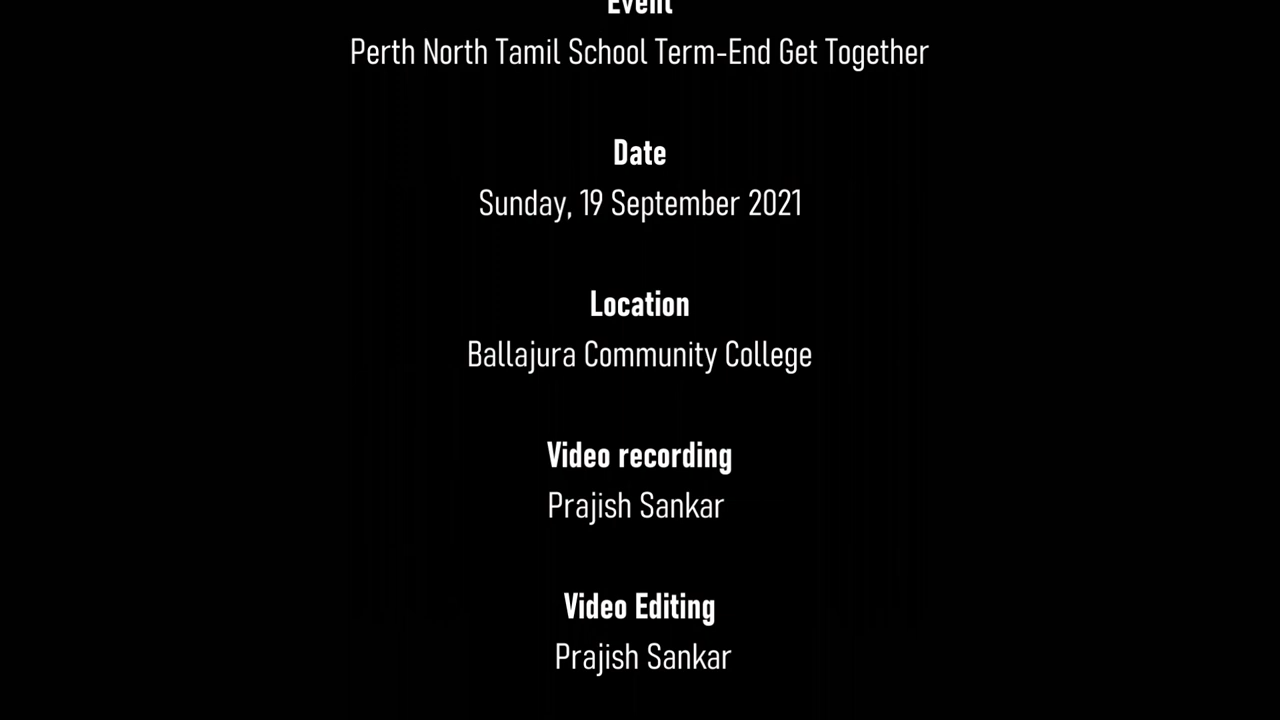 Event
Perth North Tamil School Term-End Get Together
Date
Sunday, 19 September 2021
Location
Ballajura Community College
Video recording
Prajish Sankar
Video Editing
Prajish Sankar